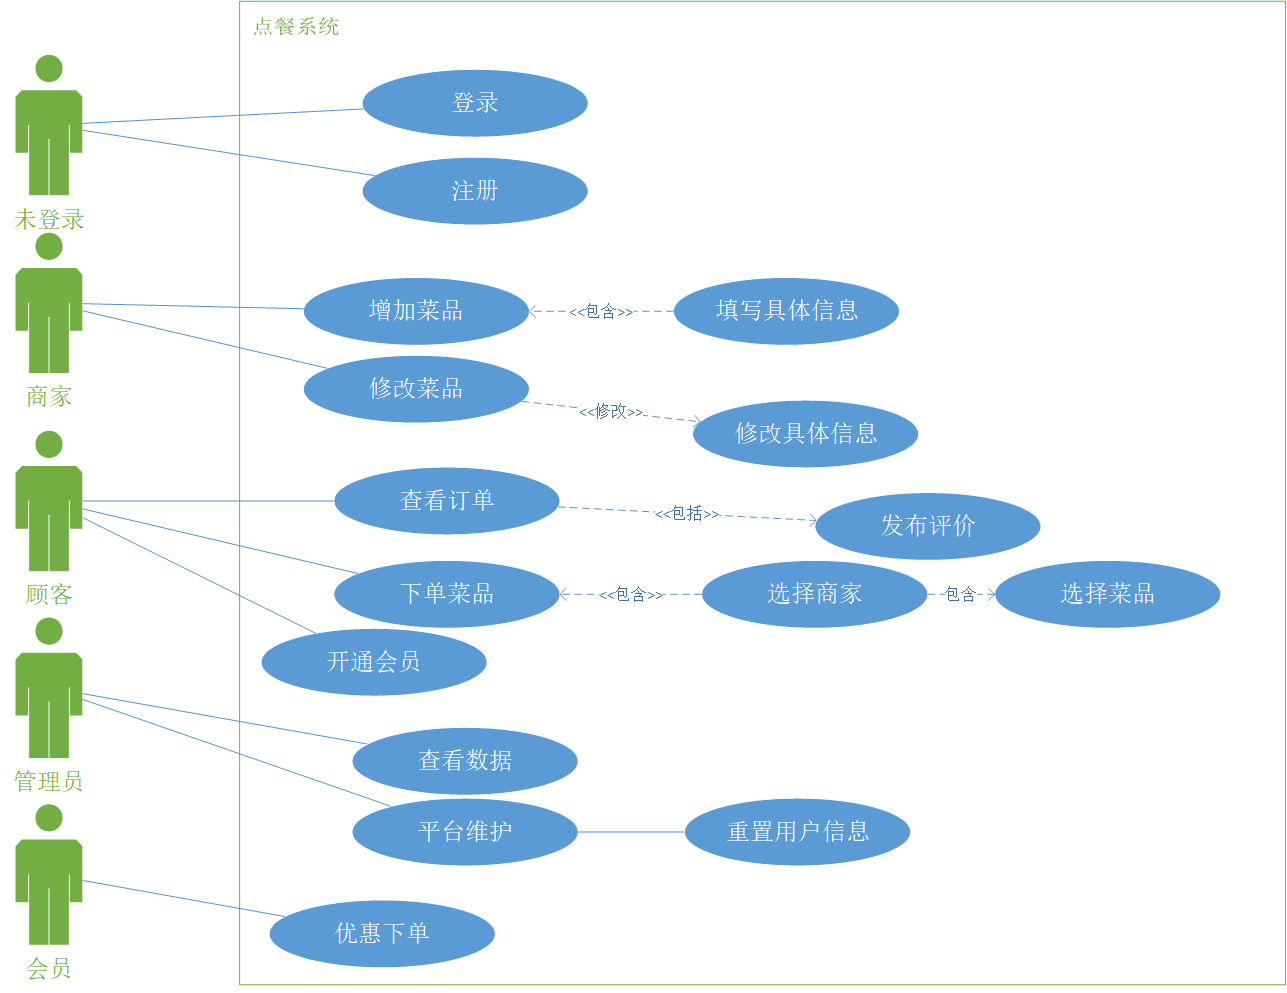 点餐系统
登录
注册
未登录
增加菜品
<<包含>>
填写具体信息
商家
修改菜品
<<修改>>
修改具体信息
查看订单
<<包括>>
发布评价
顾客
下单菜品
<<包含>>
选择商家
包含
选择菜品
开通会员
管理员
查看数据
平台维护
重置用户信息
优惠下单
会员